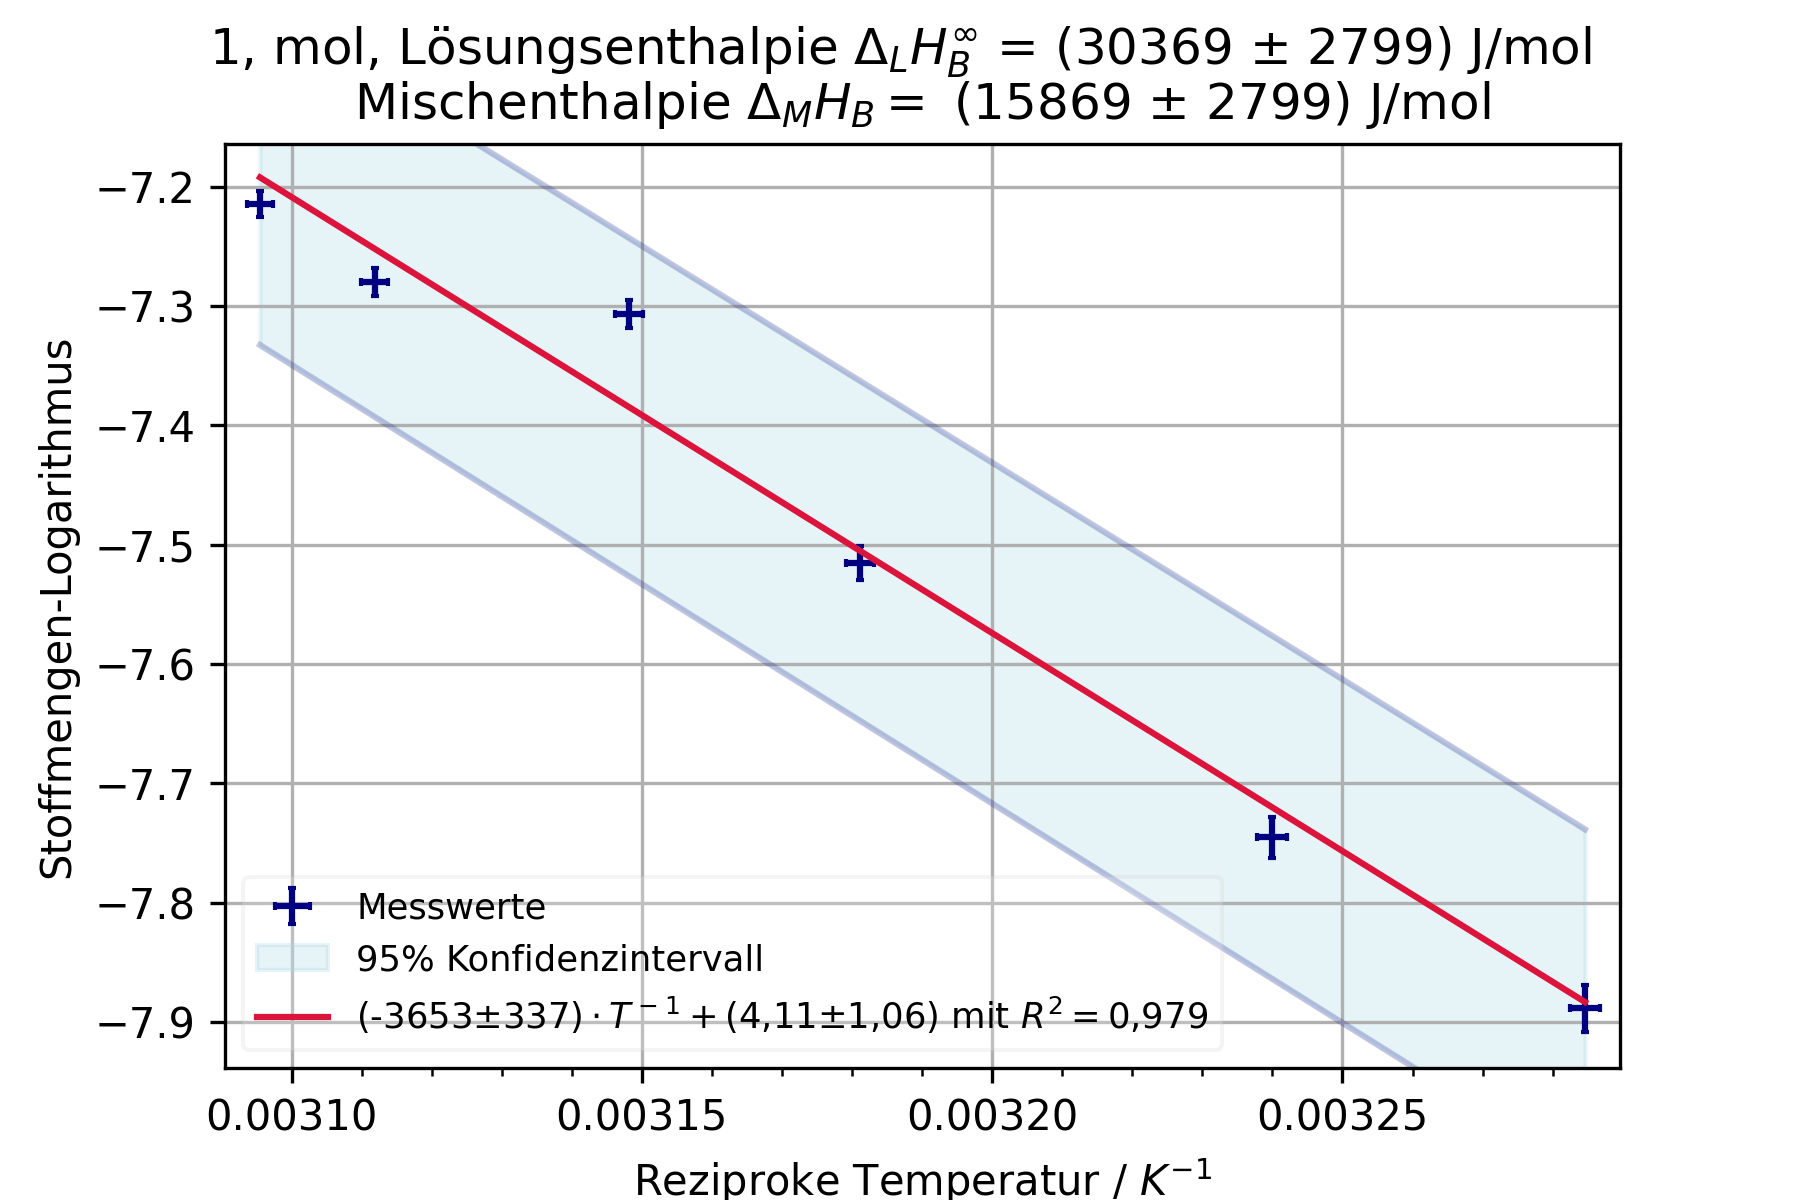 1, mol, Lösungsenthalpie Δ_L H_B^∞ = (30369 ± 2799) J/mol
Mischenthalpie Δ_M H_B = (15869 ± 2799) J/mol
−7.2
−7.3
−7.4
−7.5
−7.6
−7.7
−7.8
−7.9
Stoffmengen-Logarithmus
Messwerte
95% Konfidenzintervall
(-3653±337) · T⁻¹ + (4,11±1,06) mit R² = 0,979
0.00310 0.00315 0.00320 0.00325
Reziproke Temperatur / K⁻¹